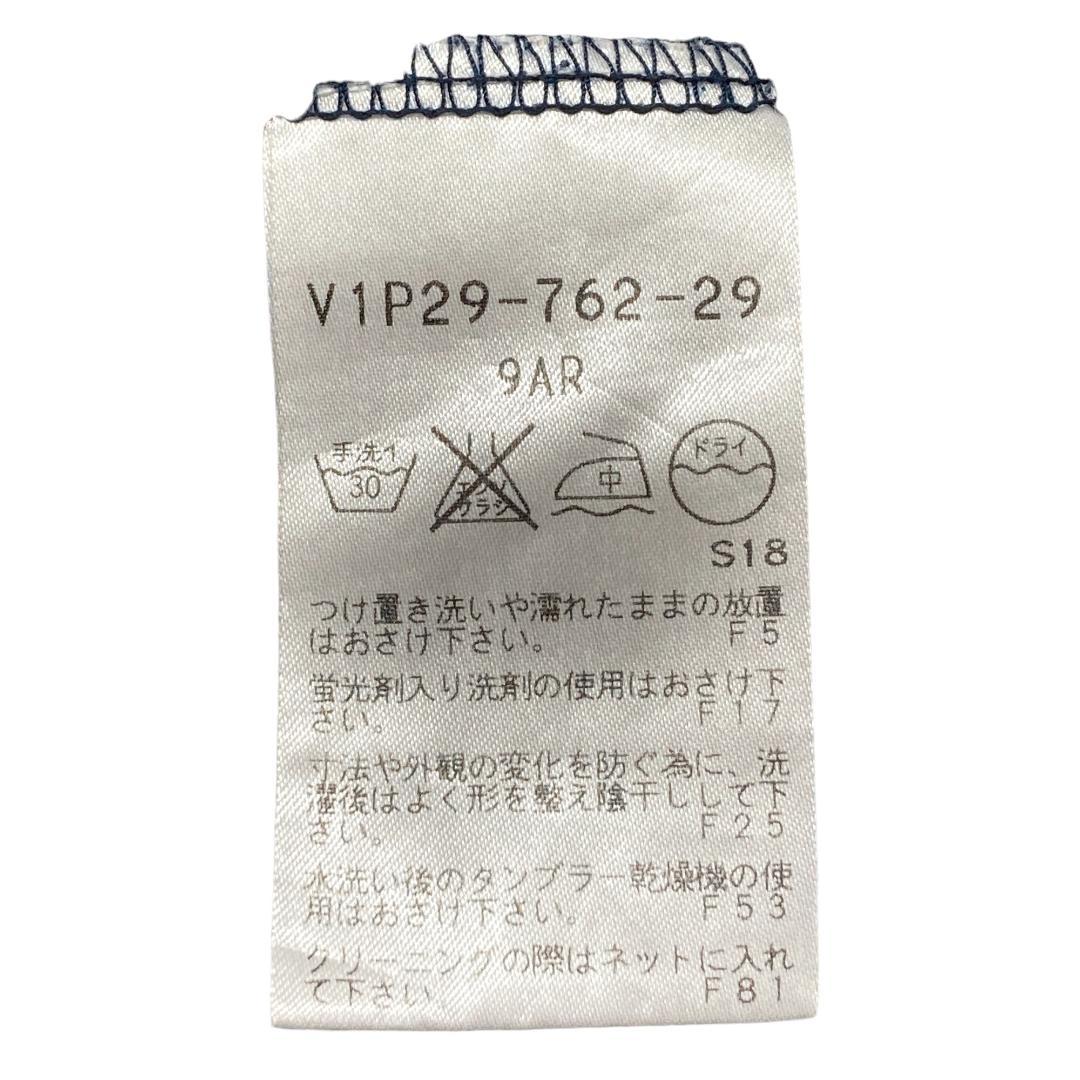 V1P29-762-29
9AR
手洗イ
30
エンソ
サラシ
中
ドライ
S18
つけ置き洗いや濡れたままの放置
はおさけ下さい。 F5
蛍光剤入り洗剤の使用はおさけ下
さい。 F17
寸法や外観の変化を防ぐ為に、洗
濯後はよく形を整え陰干しして下
さい。 F25
水洗い後のタンブラー乾燥機の使
用はおさけ下さい。 F53
クリーニングの際はネットに入れ
て下さい。 F81